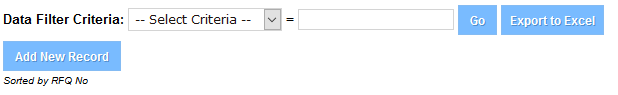 Data Filter Criteria: -- Select Criteria -- = Go Export to Excel
Add New Record
Sorted by RFQ No